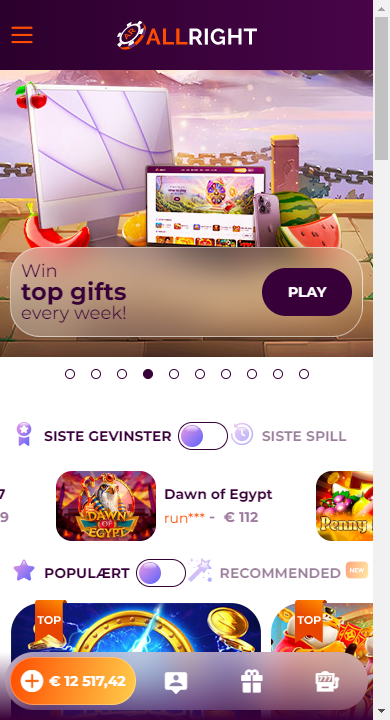 ALLRIGHT
Win
top gifts
every week!
PLAY
SISTE GEVINSTER
SISTE SPILL
7
9
DAWN
OF
EGYPT
Dawn of Egypt
run*** - € 112
Penny
POPULÆRT
RECOMMENDED
NEW
TOP
TOP
€ 12 517,42